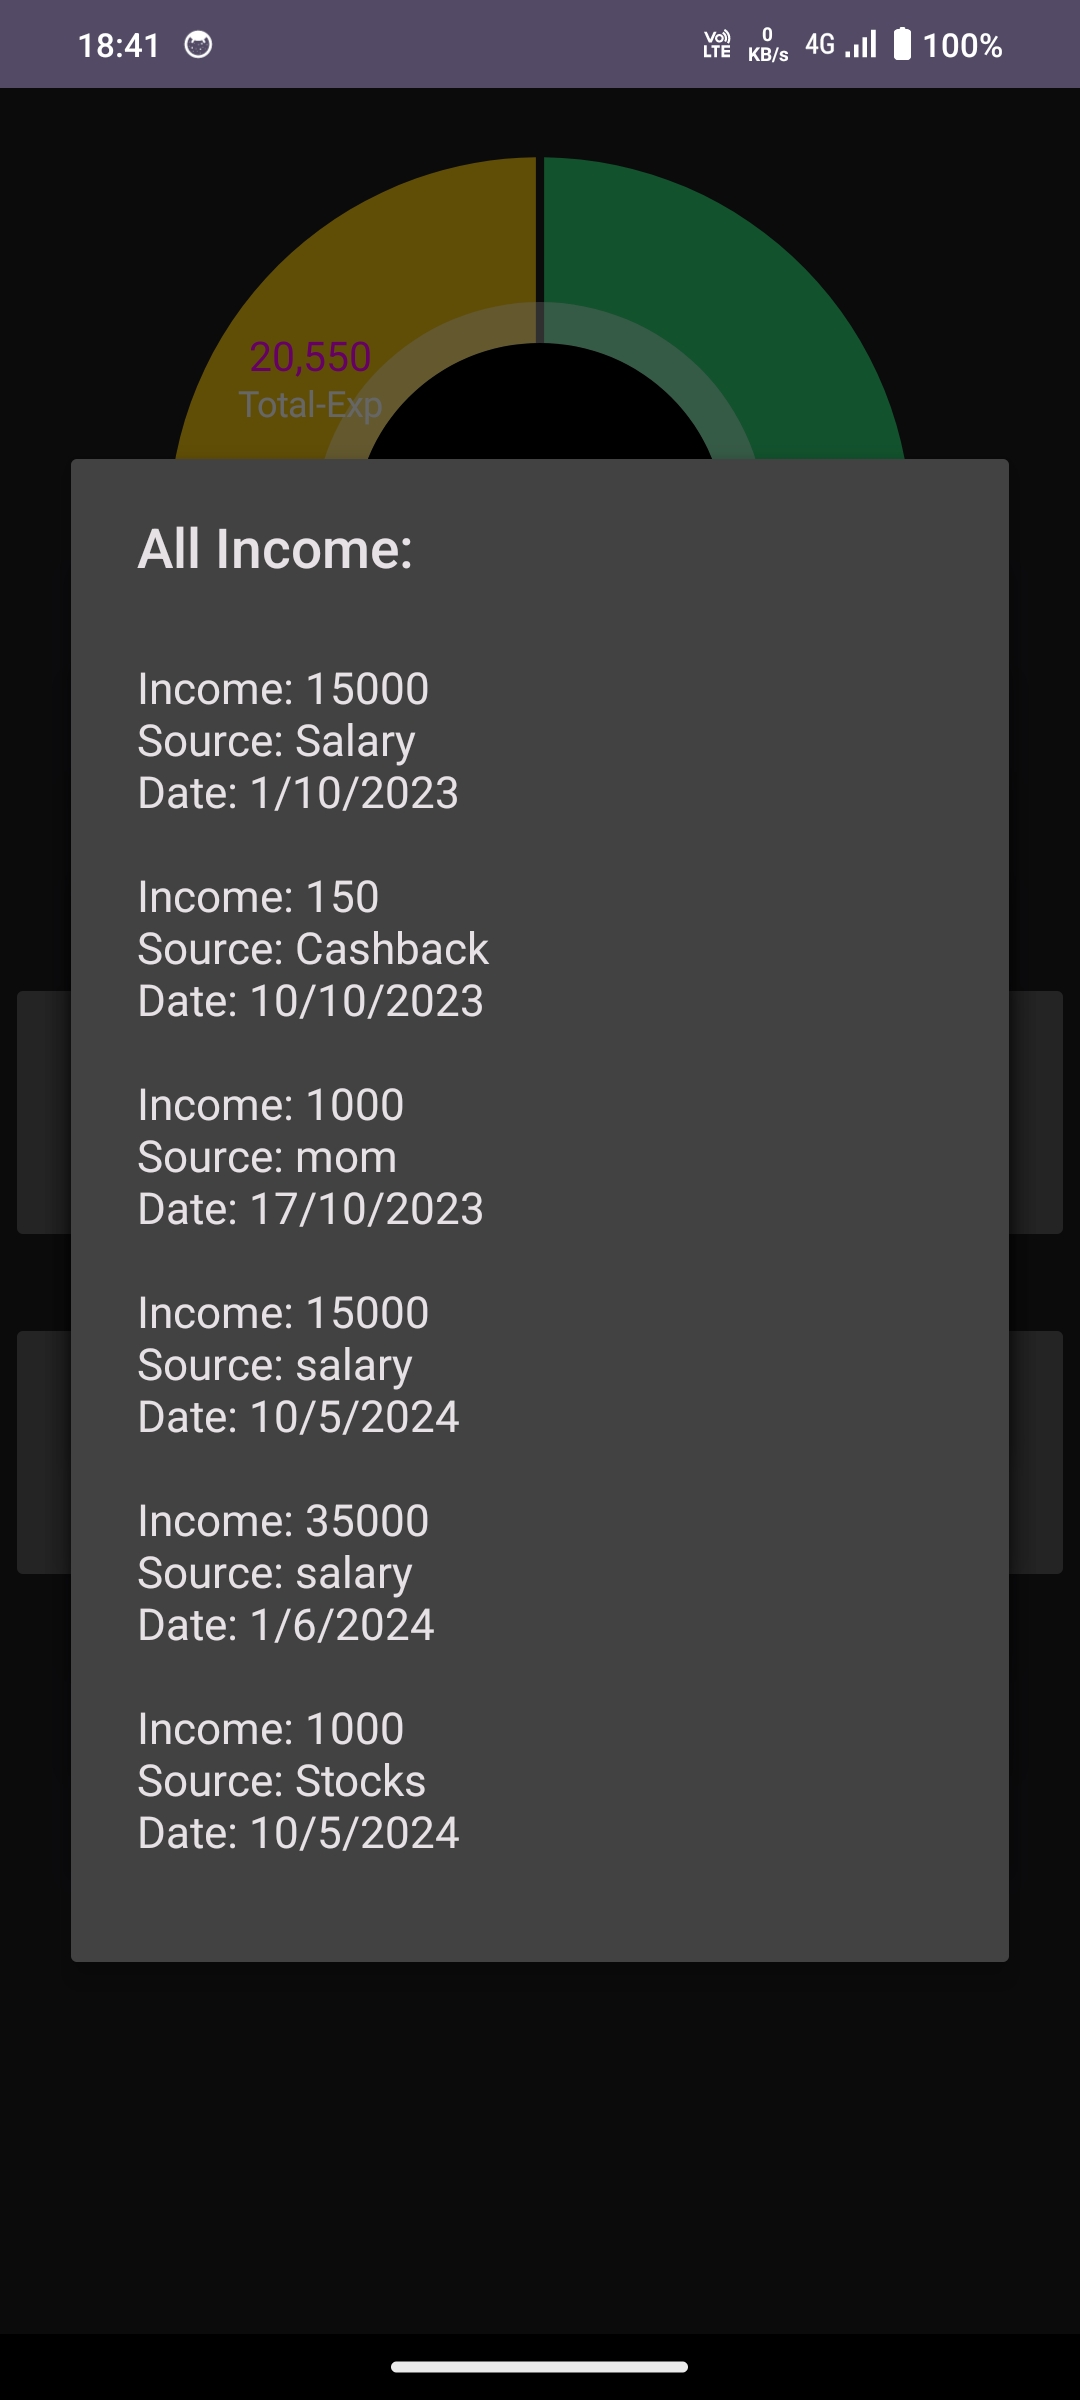 18:41
Vo)) LTE 0 KB/s 4G 100%
20,550
Total-Exp
All Income:
Income: 15000
Source: Salary
Date: 1/10/2023
Income: 150
Source: Cashback
Date: 10/10/2023
Income: 1000
Source: mom
Date: 17/10/2023
Income: 15000
Source: salary
Date: 10/5/2024
Income: 35000
Source: salary
Date: 1/6/2024
Income: 1000
Source: Stocks
Date: 10/5/2024